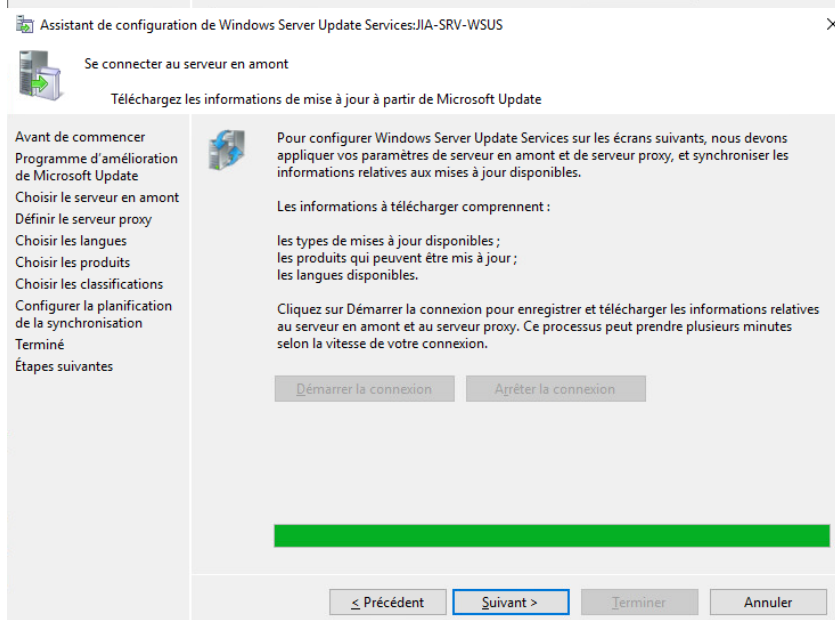 Assistant de configuration de Windows Server Update Services:JIA-SRV-WSUS
Se connecter au serveur en amont
Téléchargez les informations de mise à jour à partir de Microsoft Update
Avant de commencer
Programme d'amélioration
de Microsoft Update
Choisir le serveur en amont
Définir le serveur proxy
Choisir les langues
Choisir les produits
Choisir les classifications
Configurer la planification
de la synchronisation
Terminé
Étapes suivantes
Pour configurer Windows Server Update Services sur les écrans suivants, nous devons
appliquer vos paramètres de serveur en amont et de serveur proxy, et synchroniser les
informations relatives aux mises à jour disponibles.
Les informations à télécharger comprennent :
les types de mises à jour disponibles ;
les produits qui peuvent être mis à jour ;
les langues disponibles.
Cliquez sur Démarrer la connexion pour enregistrer et télécharger les informations relatives
au serveur en amont et au serveur proxy. Ce processus peut prendre plusieurs minutes
selon la vitesse de votre connexion.
Démarrer la connexion
Arrêter la connexion
< Précédent
Suivant >
Terminer
Annuler